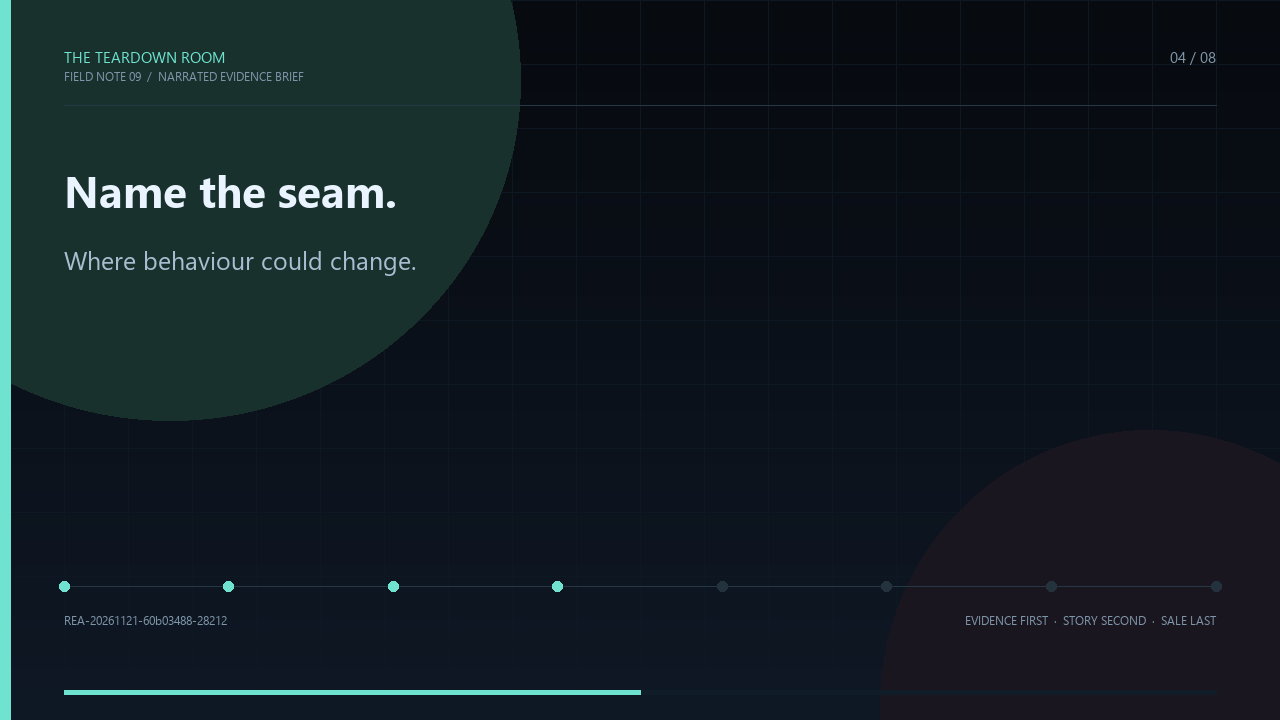 THE TEARDOWN ROOM
04 / 08
FIELD NOTE 09 / NARRATED EVIDENCE BRIEF
Name the seam.
Where behaviour could change.
REA-20261121-60b03488-28212
EVIDENCE FIRST · STORY SECOND · SALE LAST